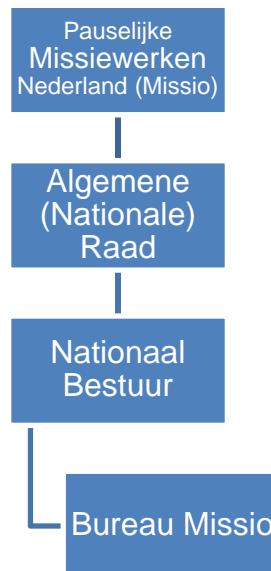 Pauselijke
Missiewerken
Nederland (Missio)
Algemene
(Nationale)
Raad
Nationaal
Bestuur
Bureau Missio